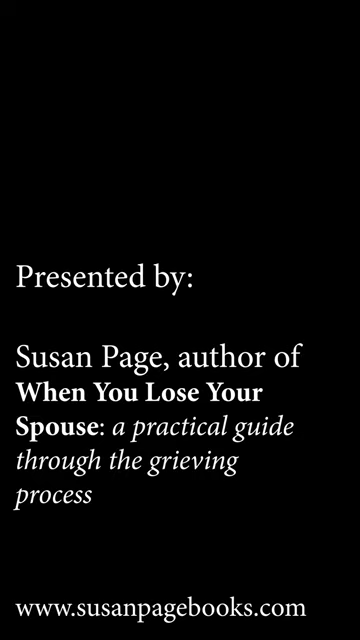 Presented by:
Susan Page, author of
When You Lose Your
Spouse: a practical guide
through the grieving
process
www.susanpagebooks.com